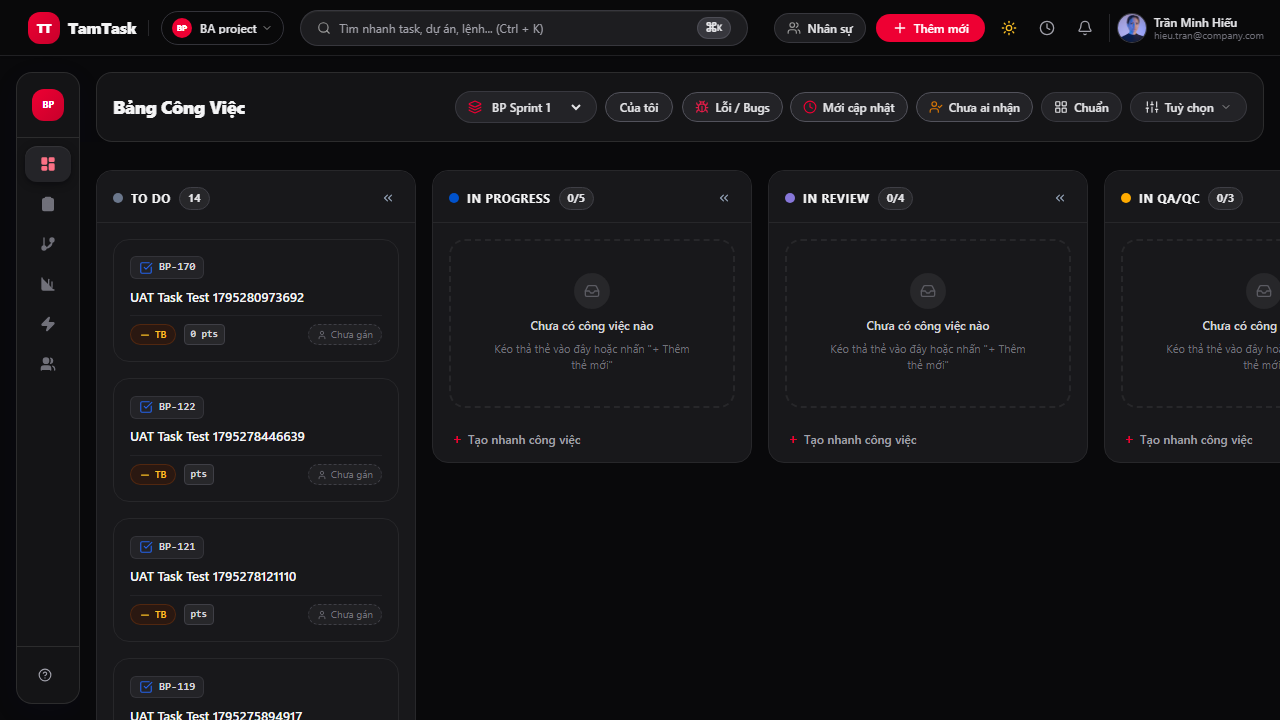 TT TamTask
BP BA project
Tìm nhanh task, dự án, lệnh... (Ctrl + K)
⌘K
Nhân sự
+ Thêm mới
Trần Minh Hiếu
hieu.tran@company.com
BP
Bảng Công Việc
BP Sprint 1
Của tôi
Lỗi / Bugs
Mới cập nhật
Chưa ai nhận
Chuẩn
Tuỳ chọn
TO DO 14
BP-170
UAT Task Test 1795280973692
TB 0 pts Chưa gán
BP-122
UAT Task Test 1795278446639
TB pts Chưa gán
BP-121
UAT Task Test 1795278121110
TB pts Chưa gán
BP-119
UAT Task Test 1795275894917
IN PROGRESS 0/5
Chưa có công việc nào
Kéo thả thẻ vào đây hoặc nhấn "+ Thêm
thẻ mới"
+ Tạo nhanh công việc
IN REVIEW 0/4
Chưa có công việc nào
Kéo thả thẻ vào đây hoặc nhấn "+ Thêm
thẻ mới"
+ Tạo nhanh công việc
IN QA/QC 0/3
Chưa có công
Kéo thả thẻ vào đây
thẻ mới
+ Tạo nhanh công việc